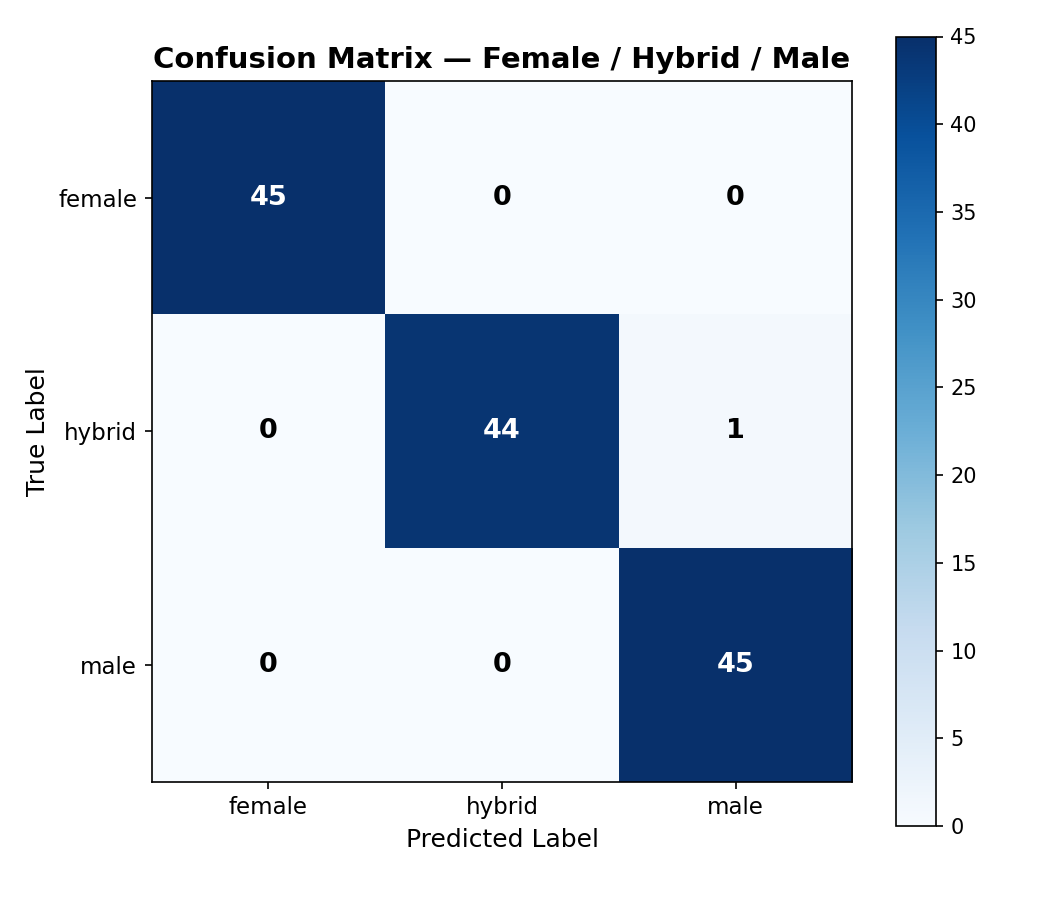 Confusion Matrix — Female / Hybrid / Male
True Label
female
45 0 0
hybrid
0 44 1
male
0 0 45
female hybrid male
Predicted Label
45
40
35
30
25
20
15
10
5
0